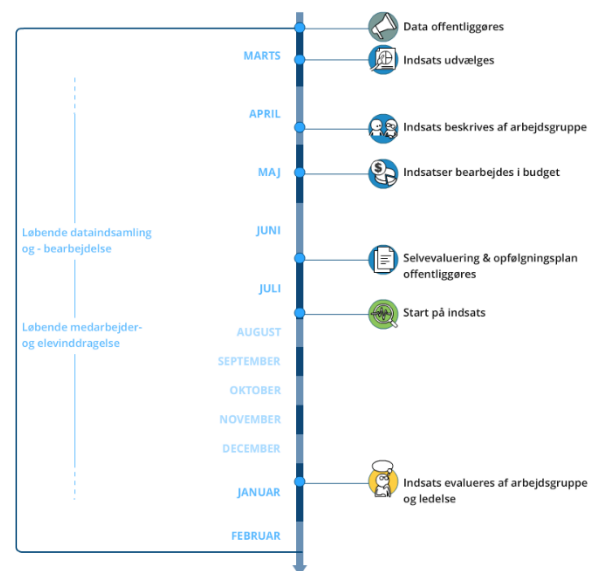 Data offentliggøres
MARTS
Indsats udvælges
APRIL
Indsats beskrives af arbejdsgruppe
MAJ
Indsatser bearbejdes i budget
JUNI
Løbende dataindsamling
og - bearbejdelse
Selvevaluering & opfølgningsplan
offentliggøres
JULI
Start på indsats
Løbende medarbejder-
og elevinddragelse
AUGUST
SEPTEMBER
OKTOBER
NOVEMBER
DECEMBER
Indsats evalueres af arbejdsgruppe
og ledelse
JANUAR
FEBRUAR